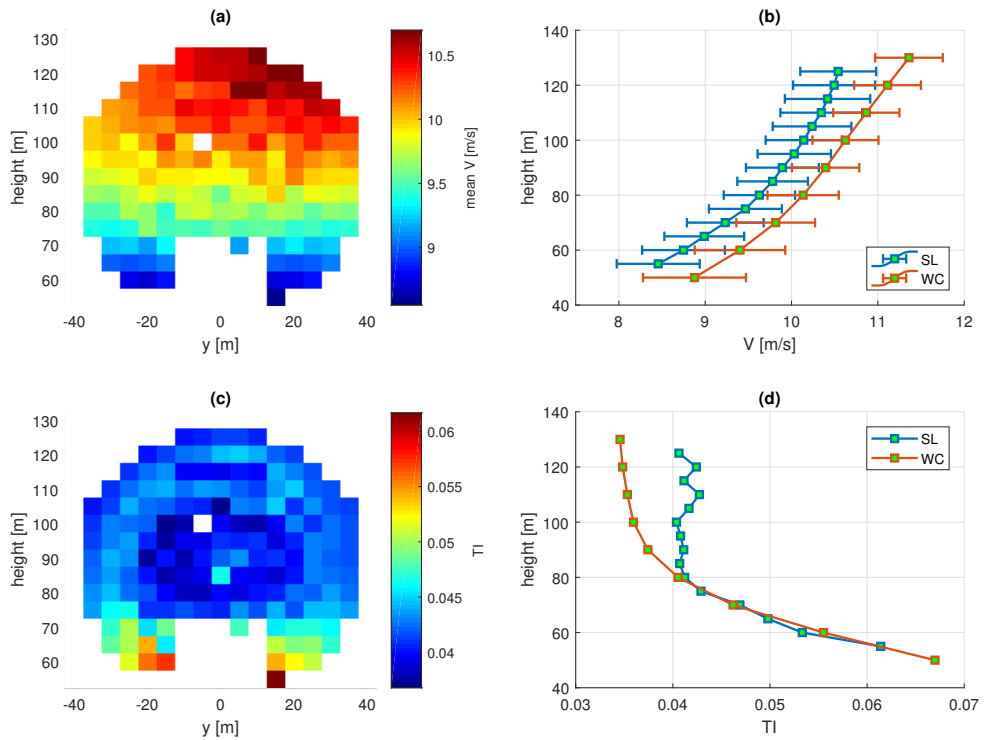 (a)
130
120
110
100
90
80
70
60
height [m]
-40 -20 0 20 40
y [m]
10.5
10
9.5
9
mean V [m/s]
(b)
140
120
100
80
60
40
height [m]
8 9 10 11 12
V [m/s]
SL
WC
(c)
130
120
110
100
90
80
70
60
height [m]
-40 -20 0 20 40
y [m]
0.06
0.055
0.05
0.045
0.04
TI
(d)
140
120
100
80
60
40
height [m]
0.03 0.04 0.05 0.06 0.07
TI
SL
WC